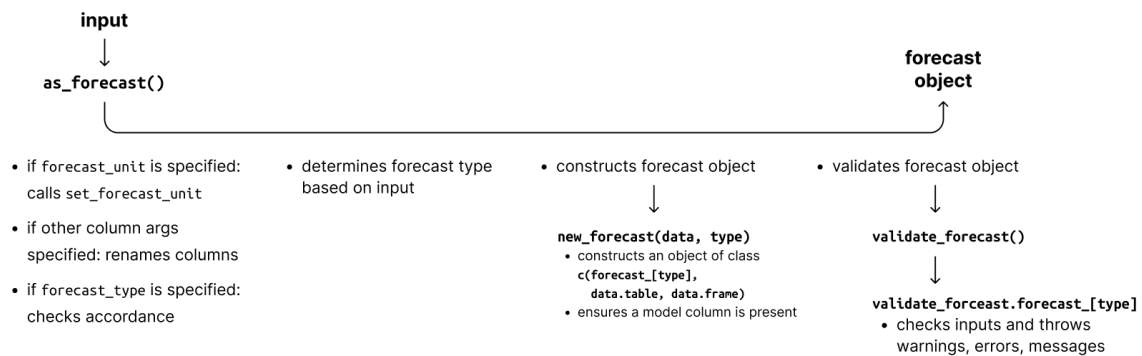 input
as_forecast()
forecast
object
• if forecast_unit is specified:
calls set_forecast_unit
• if other column args
specified: renames columns
• if forecast_type is specified:
checks accordance
• determines forecast type
based on input
• constructs forecast object
new_forecast(data, type)
• constructs an object of class
c(forecast_[type],
data.table, data.frame)
• ensures a model column is present
• validates forecast object
validate_forecast()
validate_forceast.forecast_[type]
• checks inputs and throws
warnings, errors, messages